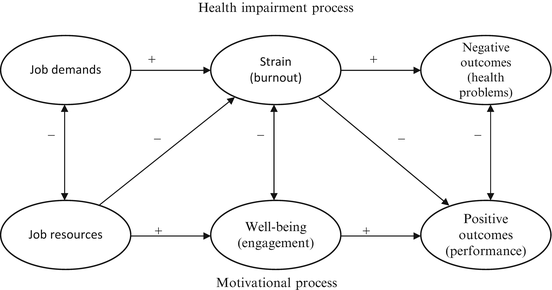 Health impairment process
+
+
Job demands
Strain
(burnout)
Negative
outcomes
(health
problems)
–
–
–
–
–
Job resources
+
Well-being
(engagement)
+
Positive
outcomes
(performance)
Motivational process